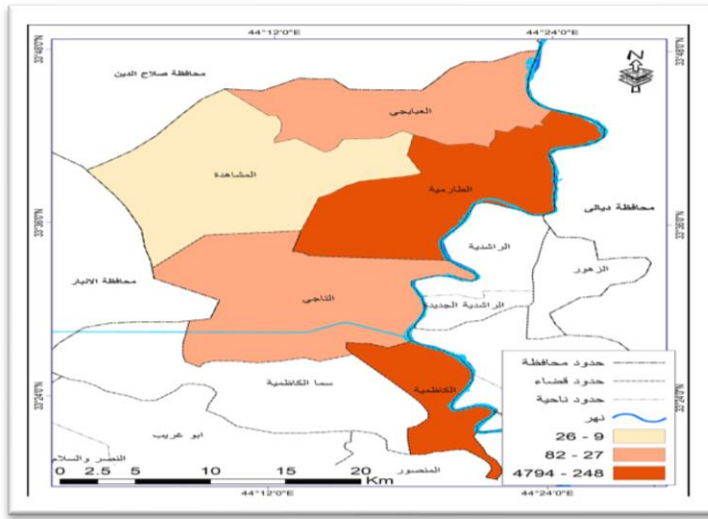 44°12'0"E
44°24'0"E
N
محافظة صلاح الدين
العبايجي
المشاهدة
الطارمية
محافظة ديالى
الراشدية
الزهور
محافظة الانبار
التاجي
الراشدية الجديدة
سبا الكاظمية
الكاظمية
ابو غريب
النصر والسلام
المنصور
حدود محافظة
حدود قضاء
حدود ناحية
نهر
26 - 9
82 - 27
4794 - 248
0 2.5 5 10 15 20
Km
44°12'0"E
44°24'0"E